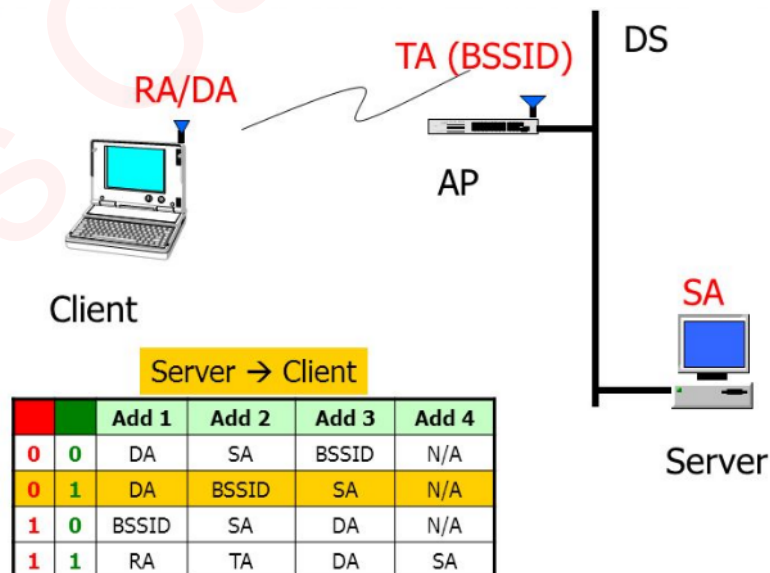 DS
TA (BSSID)
RA/DA
AP
Client
SA
Server → Client
Add 1 Add 2 Add 3 Add 4
0 0 DA SA BSSID N/A
0 1 DA BSSID SA N/A
1 0 BSSID SA DA N/A
1 1 RA TA DA SA
Server